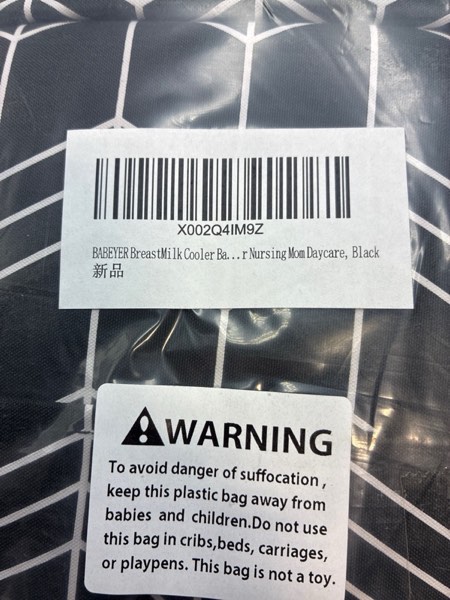 X002Q4IM9Z
BABEYER BreastMilk Cooler Ba...r Nursing Mom Daycare, Black
新品
WARNING
To avoid danger of suffocation ,
keep this plastic bag away from
babies and children.Do not use
this bag in cribs,beds, carriages,
or playpens. This bag is not a toy.